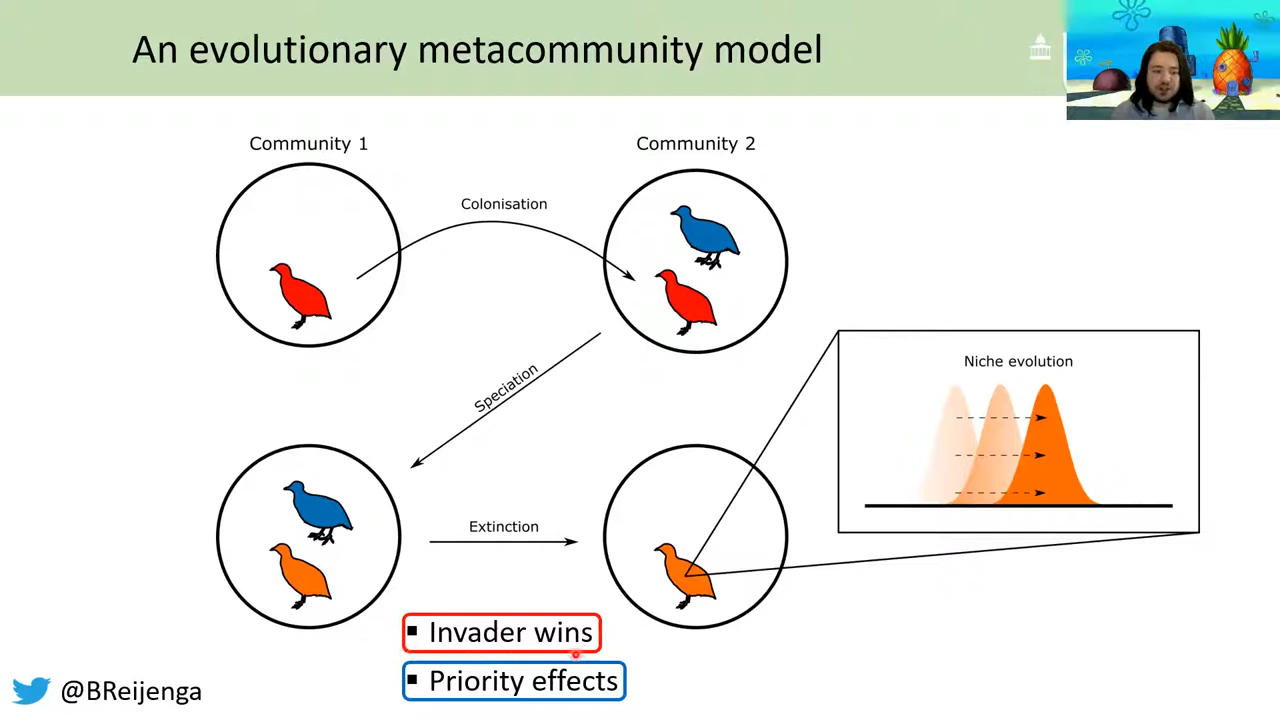 An evolutionary metacommunity model
Community 1
Community 2
Colonisation
Speciation
Niche evolution
Extinction
▪ Invader wins
▪ Priority effects
@BReijenga